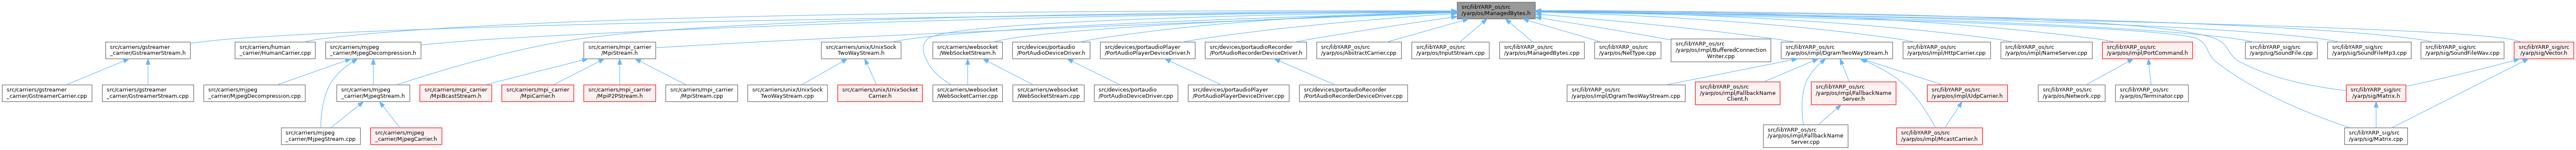 src/libYARP_os/src
/yarp/os/ManagedBytes.h
src/carriers/gstreamer
_carrier/GstreamerStream.h
src/carriers/human
_carrier/HumanCarrier.cpp
src/carriers/mjpeg
_carrier/MjpegDecompression.h
src/carriers/mpi_carrier
/MpiStream.h
src/carriers/unix/UnixSock
TwoWayStream.h
src/carriers/websocket
/WebSocketStream.h
src/devices/portaudio
/PortAudioDeviceDriver.h
src/devices/portaudioPlayer
/PortAudioPlayerDeviceDriver.h
src/devices/portaudioRecorder
/PortAudioRecorderDeviceDriver.h
src/libYARP_os/src
/yarp/os/AbstractCarrier.cpp
src/libYARP_os/src
/yarp/os/InputStream.cpp
src/libYARP_os/src
/yarp/os/ManagedBytes.cpp
src/libYARP_os/src
/yarp/os/NetType.cpp
src/libYARP_os/src
/yarp/os/impl/BufferedConnection
Writer.cpp
src/libYARP_os/src
/yarp/os/impl/DgramTwoWayStream.h
src/libYARP_os/src
/yarp/os/impl/HttpCarrier.cpp
src/libYARP_os/src
/yarp/os/impl/NameServer.cpp
src/libYARP_os/src
/yarp/os/impl/PortCommand.h
src/libYARP_sig/src
/yarp/sig/SoundFile.cpp
src/libYARP_sig/src
/yarp/sig/SoundFileMp3.cpp
src/libYARP_sig/src
/yarp/sig/SoundFileWav.cpp
src/libYARP_sig/src
/yarp/sig/Vector.h
src/carriers/gstreamer
_carrier/GstreamerCarrier.cpp
src/carriers/gstreamer
_carrier/GstreamerStream.cpp
src/carriers/mjpeg
_carrier/MjpegDecompression.cpp
src/carriers/mjpeg
_carrier/MjpegStream.h
src/carriers/mpi_carrier
/MpiBcastStream.h
src/carriers/mpi_carrier
/MpiCarrier.h
src/carriers/mpi_carrier
/MpiP2PStream.h
src/carriers/mpi_carrier
/MpiStream.cpp
src/carriers/unix/UnixSock
TwoWayStream.cpp
src/carriers/unix/UnixSocket
Carrier.h
src/carriers/websocket
/WebSocketCarrier.cpp
src/carriers/websocket
/WebSocketStream.cpp
src/devices/portaudio
/PortAudioDeviceDriver.cpp
src/devices/portaudioPlayer
/PortAudioPlayerDeviceDriver.cpp
src/devices/portaudioRecorder
/PortAudioRecorderDeviceDriver.cpp
src/libYARP_os/src
/yarp/os/impl/DgramTwoWayStream.cpp
src/libYARP_os/src
/yarp/os/impl/FallbackName
Client.h
src/libYARP_os/src
/yarp/os/impl/FallbackName
Server.h
src/libYARP_os/src
/yarp/os/impl/UdpCarrier.h
src/libYARP_os/src
/yarp/os/Network.cpp
src/libYARP_os/src
/yarp/os/Terminator.cpp
src/libYARP_sig/src
/yarp/sig/Matrix.h
src/carriers/mjpeg
_carrier/MjpegStream.cpp
src/carriers/mjpeg
_carrier/MjpegCarrier.h
src/libYARP_os/src
/yarp/os/impl/FallbackName
Server.cpp
src/libYARP_os/src
/yarp/os/impl/McastCarrier.h
src/libYARP_sig/src
/yarp/sig/Matrix.cpp